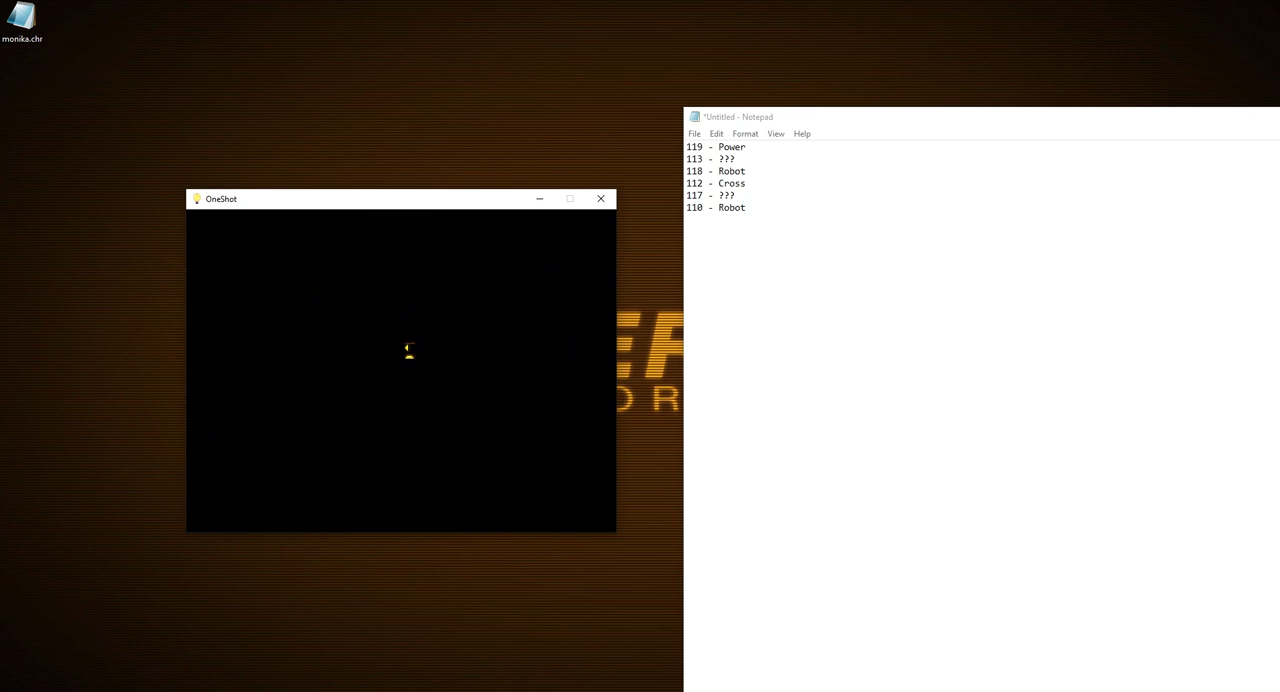 monika.chr
OneShot
*Untitled - Notepad
File Edit Format View Help
119 - Power
113 - ???
118 - Robot
112 - Cross
117 - ???
110 - Robot